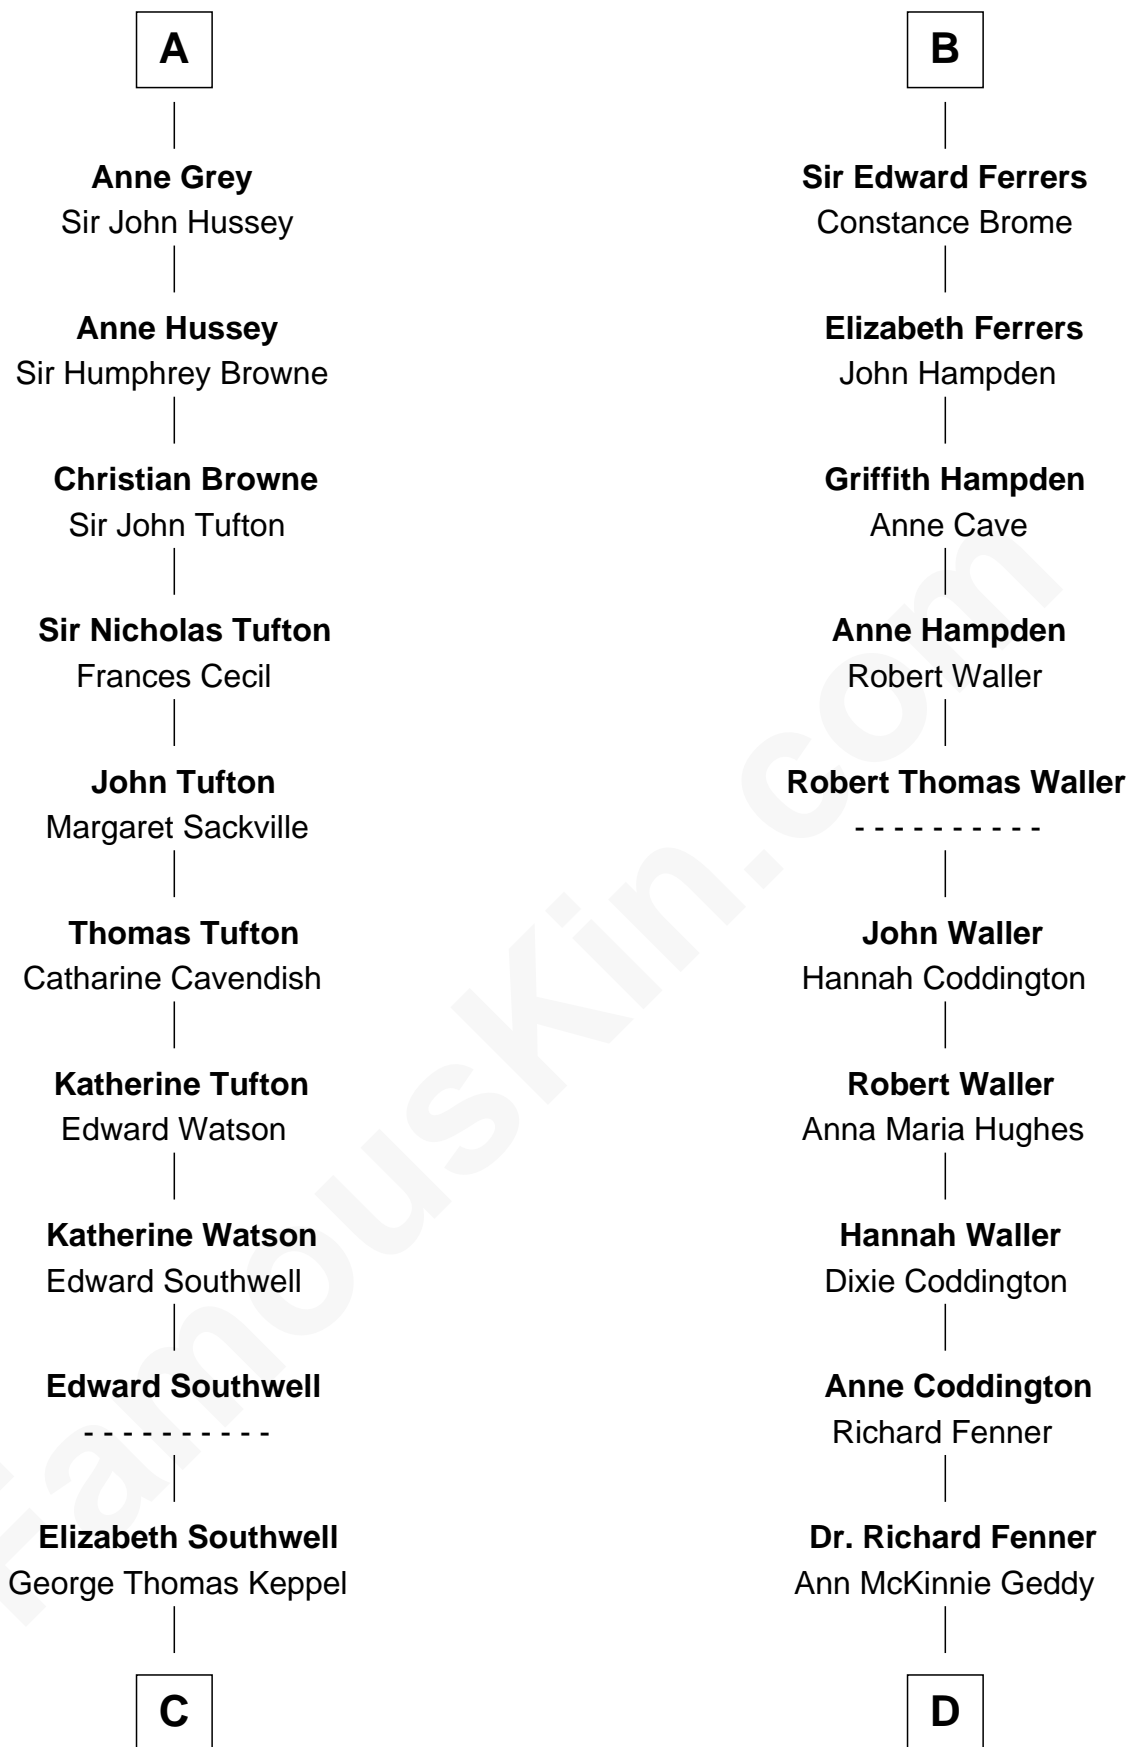 A
Anne Grey
Sir John Hussey
Anne Hussey
Sir Humphrey Browne
Christian Browne
Sir John Tufton
Sir Nicholas Tufton
Frances Cecil
John Tufton
Margaret Sackville
Thomas Tufton
Catharine Cavendish
Katherine Tufton
Edward Watson
Katherine Watson
Edward Southwell
Edward Southwell
- - - - - - - - - -
Elizabeth Southwell
George Thomas Keppel
C
B
Sir Edward Ferrers
Constance Brome
Elizabeth Ferrers
John Hampden
Griffith Hampden
Anne Cave
Anne Hampden
Robert Waller
Robert Thomas Waller
- - - - - - - - - -
John Waller
Hannah Coddington
Robert Waller
Anna Maria Hughes
Hannah Waller
Dixie Coddington
Anne Coddington
Richard Fenner
Dr. Richard Fenner
Ann McKinnie Geddy
D
FamousKin.com